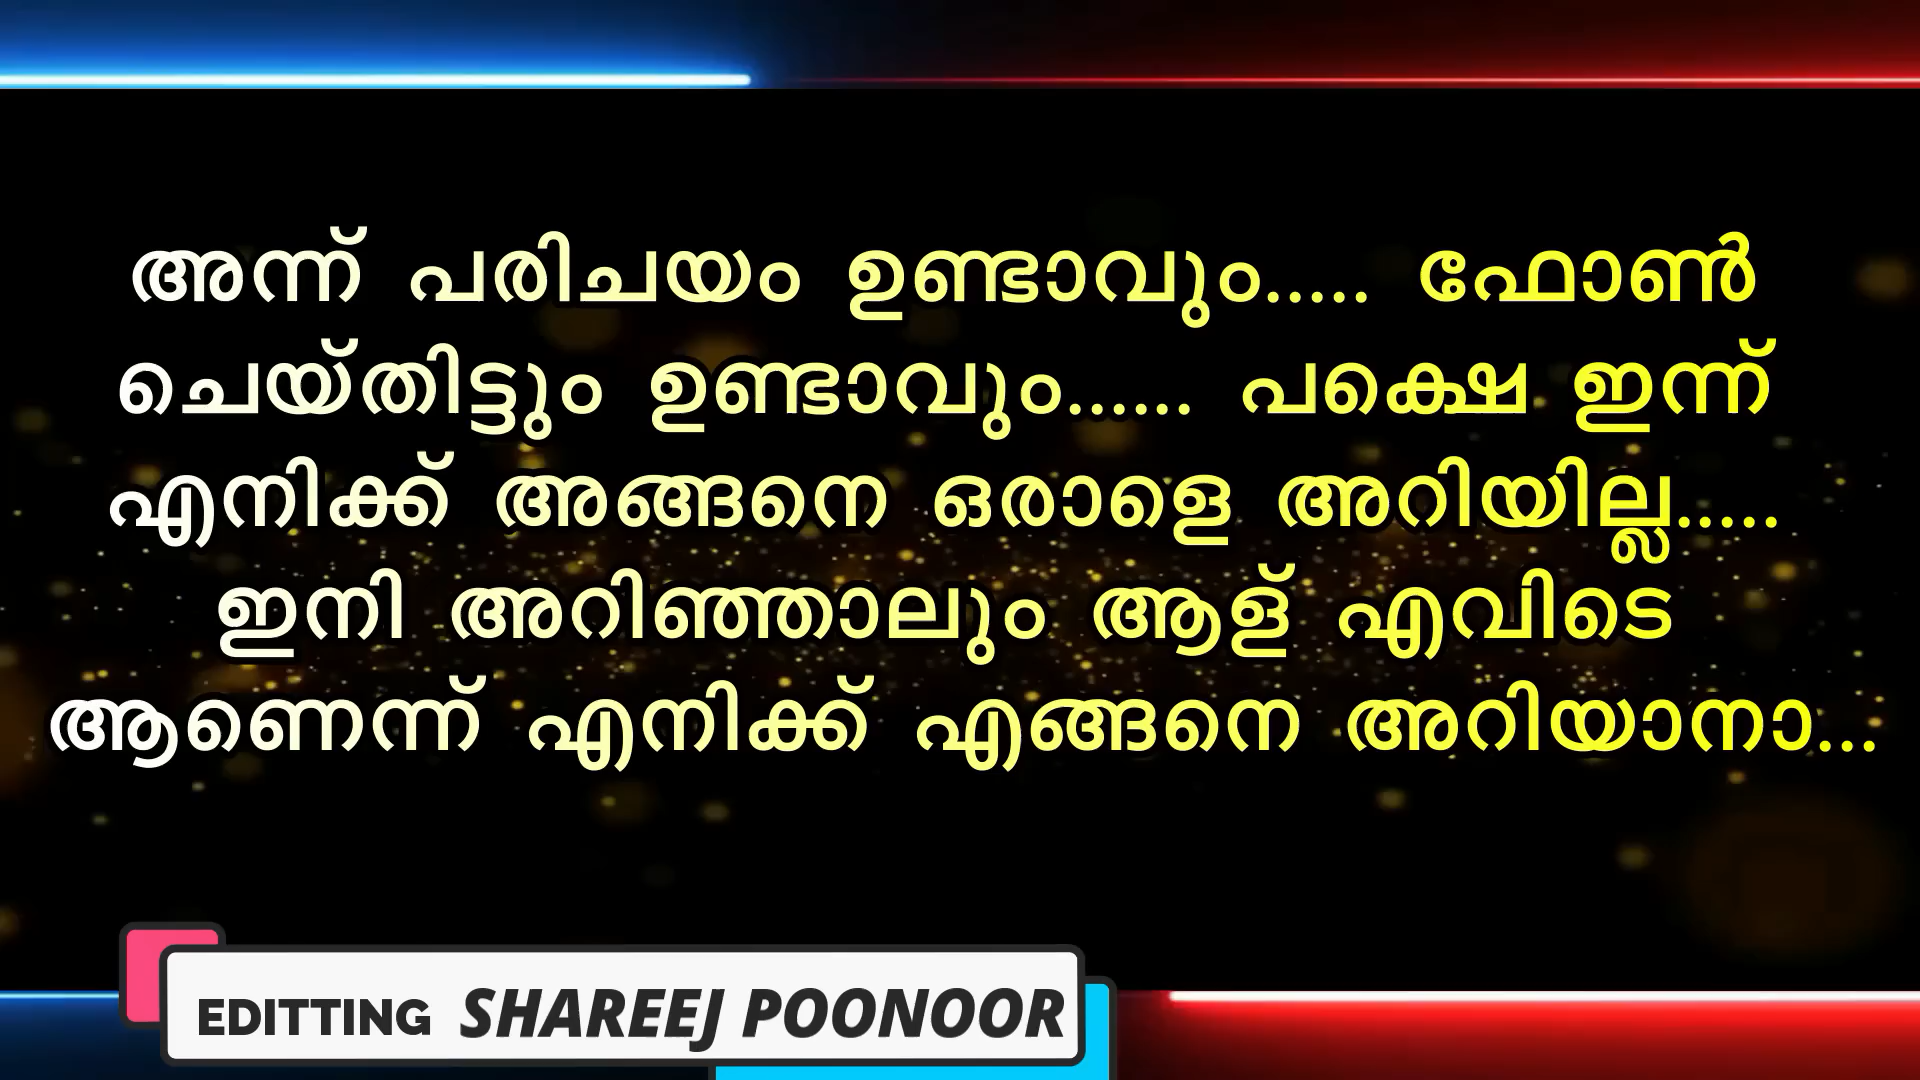 അന്ന് പരിചയം ഉണ്ടാവും..... ഫോൺ
ചെയ്തിട്ടും ഉണ്ടാവും...... പക്ഷെ ഇന്ന്
എനിക്ക് അങ്ങനെ ഒരാളെ അറിയില്ല.....
ഇനി അറിഞ്ഞാലും ആള് എവിടെ
ആണെന്ന് എനിക്ക് എങ്ങനെ അറിയാനാ...
EDITTING SHAREEJ POONOOR